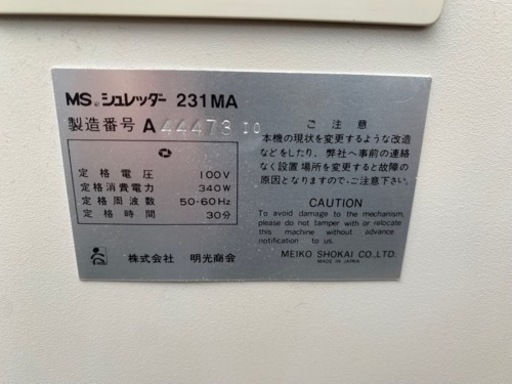 MS シュレッダー 231MA
製造番号 A 44473 IO
定格電圧 100V
定格消費電力 340W
定格周波数 50-60Hz
定格時間 30分
株式会社 明光商会
ご注意
本機の現状を変更するような改造
などをしたり、弊社へ事前の連絡
なく設置場所を変更すると故障の
原因となりますので、ご注意下さい。
CAUTION
To avoid damage to the mechanism,
please do not tamper with or relocate
this machine without advance
notification to us.
MEIKO SHOKAI CO.,LTD.
MADE IN JAPAN